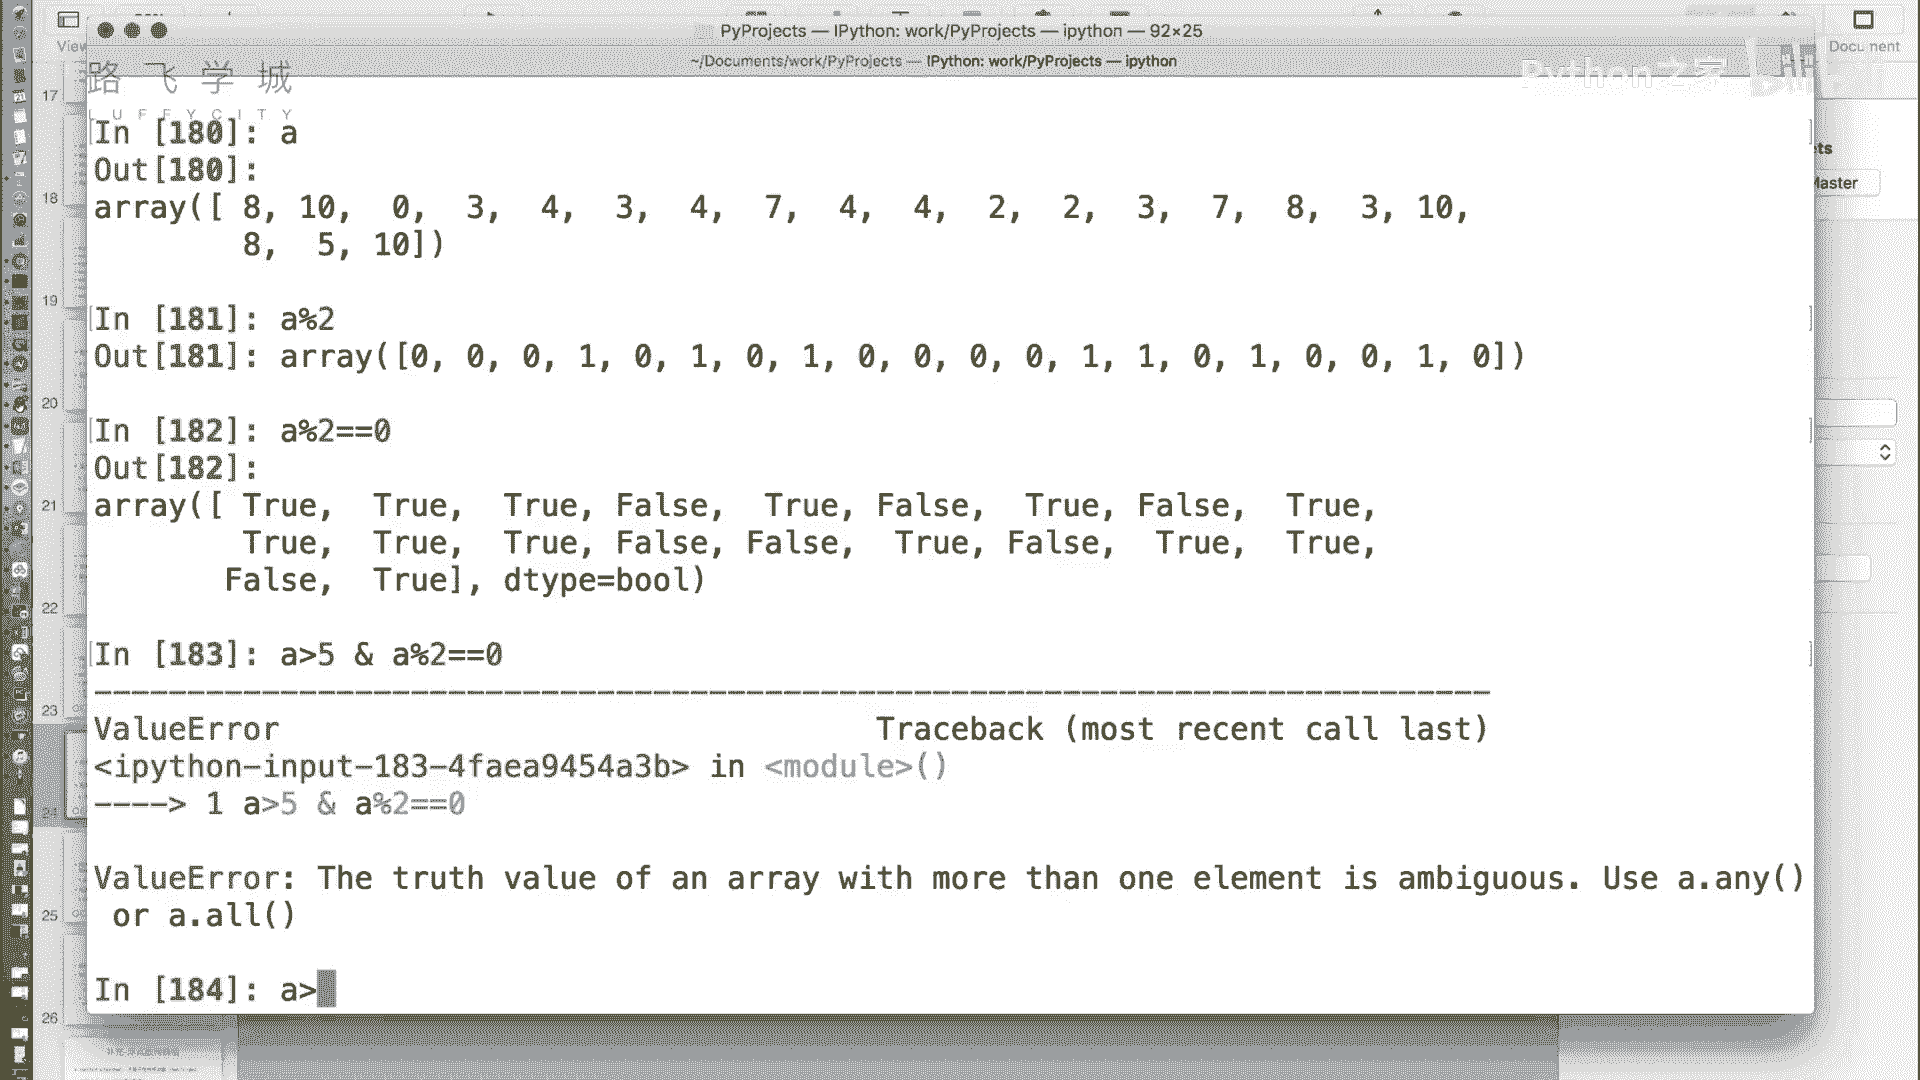 PyProjects — IPython: work/PyProjects — ipython — 92×25
~/Documents/work/PyProjects — IPython: work/PyProjects — ipython
View
Document
路飞学城
LUFFYCITY
Python之家
Master
17
18
19
20
21
22
23
24
25
26
In [180]: a
Out[180]:
array([ 8, 10,  0,  3,  4,  3,  4,  7,  4,  4,  2,  2,  3,  7,  8,  3, 10,
        8,  5, 10])
In [181]: a%2
Out[181]: array([0, 0, 0, 1, 0, 1, 0, 1, 0, 0, 0, 0, 1, 1, 0, 1, 0, 0, 1, 0])
In [182]: a%2==0
Out[182]:
array([ True,  True,  True, False,  True, False,  True, False,  True,
        True,  True,  True, False, False,  True, False,  True,  True,
       False,  True], dtype=bool)
In [183]: a>5 & a%2==0
---------------------------------------------------------------------------
ValueError                                Traceback (most recent call last)
<ipython-input-183-4faea9454a3b> in <module>()
----> 1 a>5 & a%2==0
ValueError: The truth value of an array with more than one element is ambiguous. Use a.any()
 or a.all()
In [184]: a>